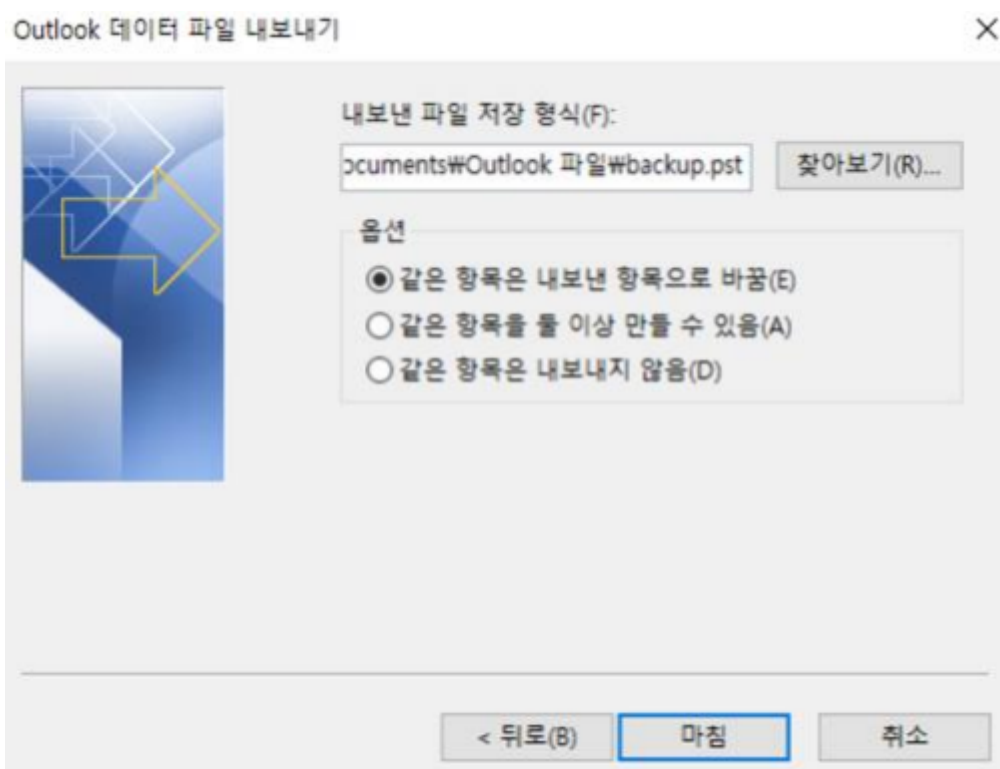 Outlook 데이터 파일 내보내기
내보낸 파일 저장 형식(F):
ocuments₩Outlook 파일₩backup.pst
찾아보기(R)...
옵션
같은 항목은 내보낸 항목으로 바꿈(E)
같은 항목을 둘 이상 만들 수 있음(A)
같은 항목은 내보내지 않음(D)
< 뒤로(B)
마침
취소